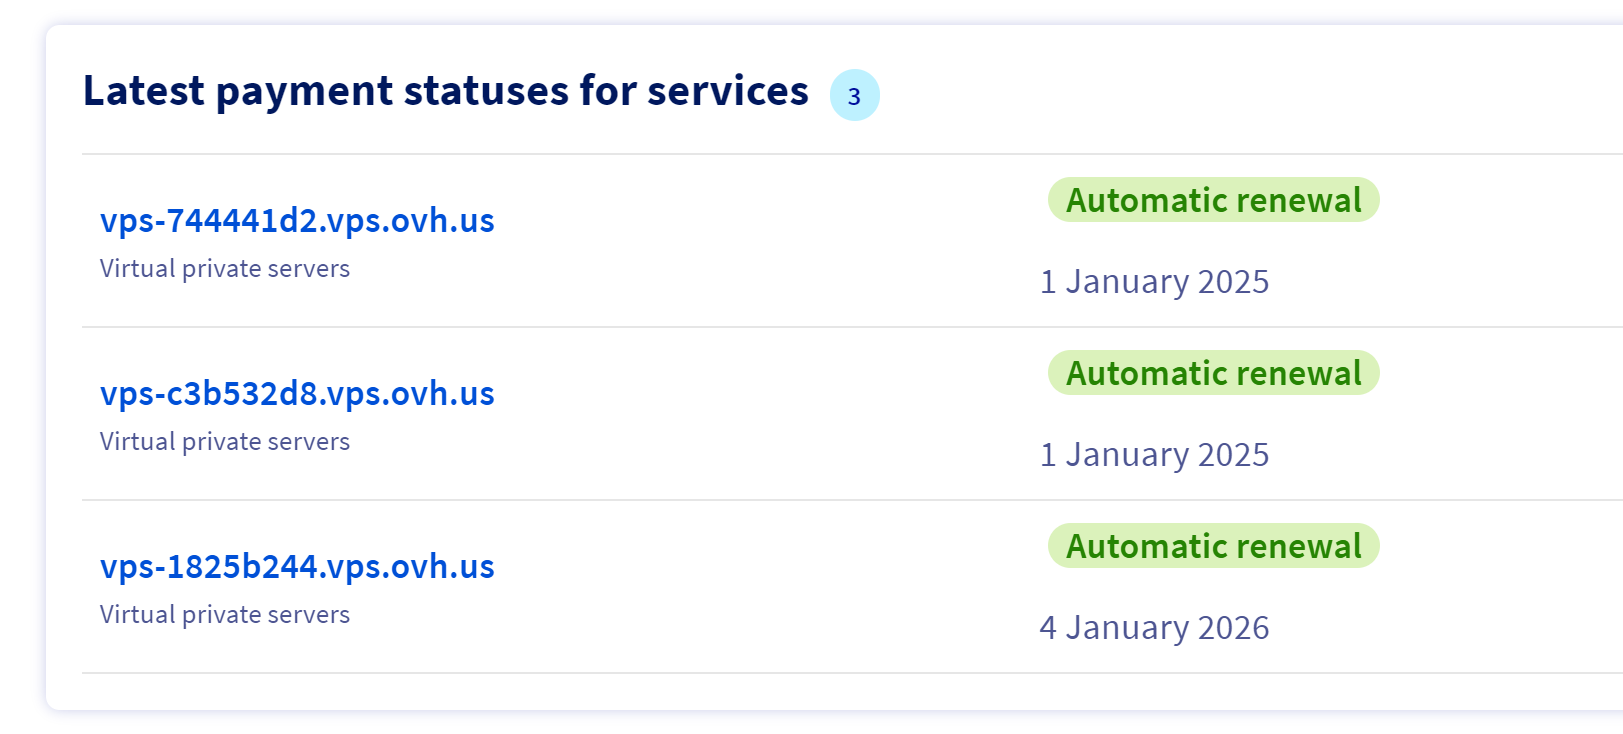 Latest payment statuses for services 3
vps-744441d2.vps.ovh.us
Virtual private servers
Automatic renewal
1 January 2025
vps-c3b532d8.vps.ovh.us
Virtual private servers
Automatic renewal
1 January 2025
vps-1825b244.vps.ovh.us
Virtual private servers
Automatic renewal
4 January 2026